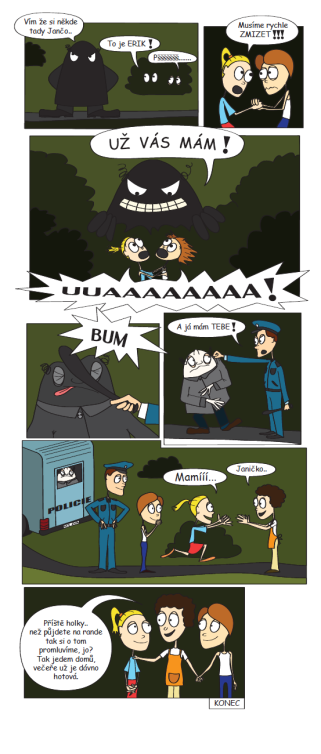 Vím že si někde
tady Jančo..
To je ERIK!
Pšššššššš.......
Musíme rychle
ZMIZET!!!
UŽ VÁS MÁM!
UUAAAAAAAAA!
BUM
A já mám TEBE!
POLICIE
Mamííí...
Janičko..
Příště holky..
než půjdete na rande
tak si o tom
promluvíme, jo?
Tak jedem domů,
večeře už je dávno
hotová.
KONEC